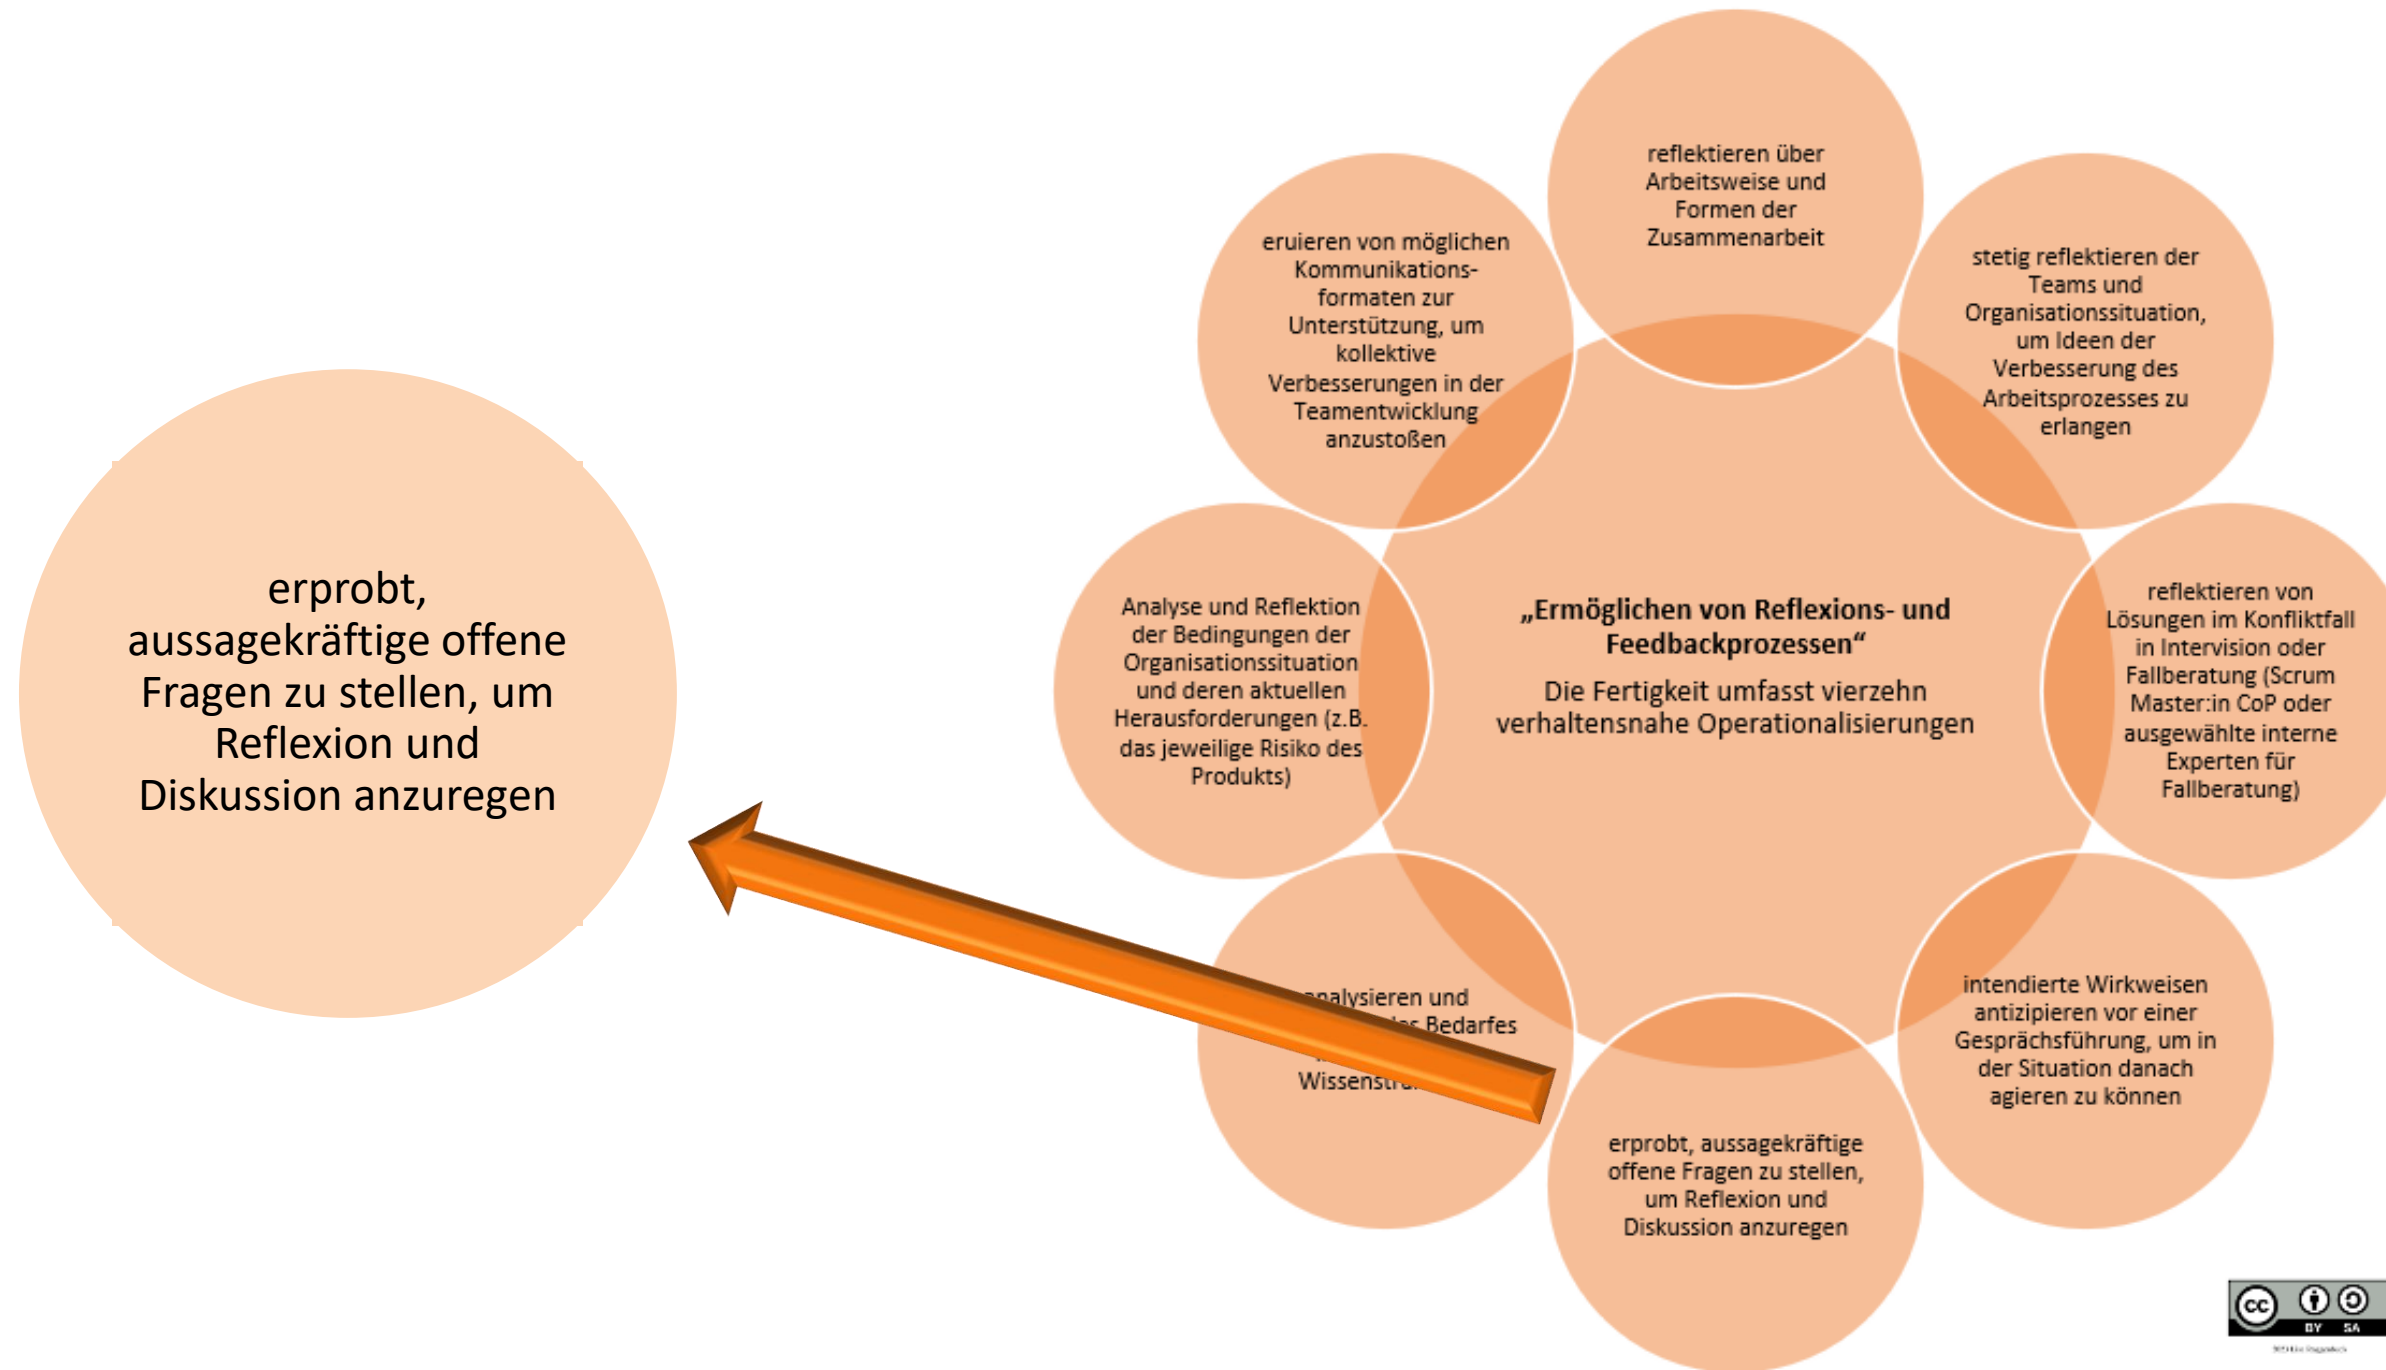 erprobt,
aussagekräftige offene
Fragen zu stellen, um
Reflexion und
Diskussion anzuregen
reflektieren über
Arbeitsweise und
Formen der
Zusammenarbeit
stetig reflektieren der
Teams und
Organisationssituation,
um Ideen der
Verbesserung des
Arbeitsprozesses zu
erlangen
reflektieren von
Lösungen im Konfliktfall
in Intervision oder
Fallberatung (Scrum
Master:in CoP oder
ausgewählte interne
Experten für
Fallberatung)
intendierte Wirkweisen
antizipieren vor einer
Gesprächsführung, um in
der Situation danach
agieren zu können
erprobt, aussagekräftige
offene Fragen zu stellen,
um Reflexion und
Diskussion anzuregen
analysieren und
Bedarfes
Analyse und Reflektion
der Bedingungen der
Organisationssituation
und deren aktuellen
Herausforderungen (z.B.
das jeweilige Risiko des
Produkts)
eruieren von möglichen
Kommunikations-
formaten zur
Unterstützung, um
kollektive
Verbesserungen in der
Teamentwicklung
anzustoßen
„Ermöglichen von Reflexions- und
Feedbackprozessen“
Die Fertigkeit umfasst vierzehn
verhaltensnahe Operationalisierungen
cc
BY SA